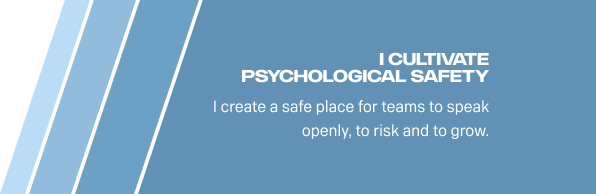 I CULTIVATE
PSYCHOLOGICAL SAFETY
I create a safe place for teams to speak
openly, to risk and to grow.